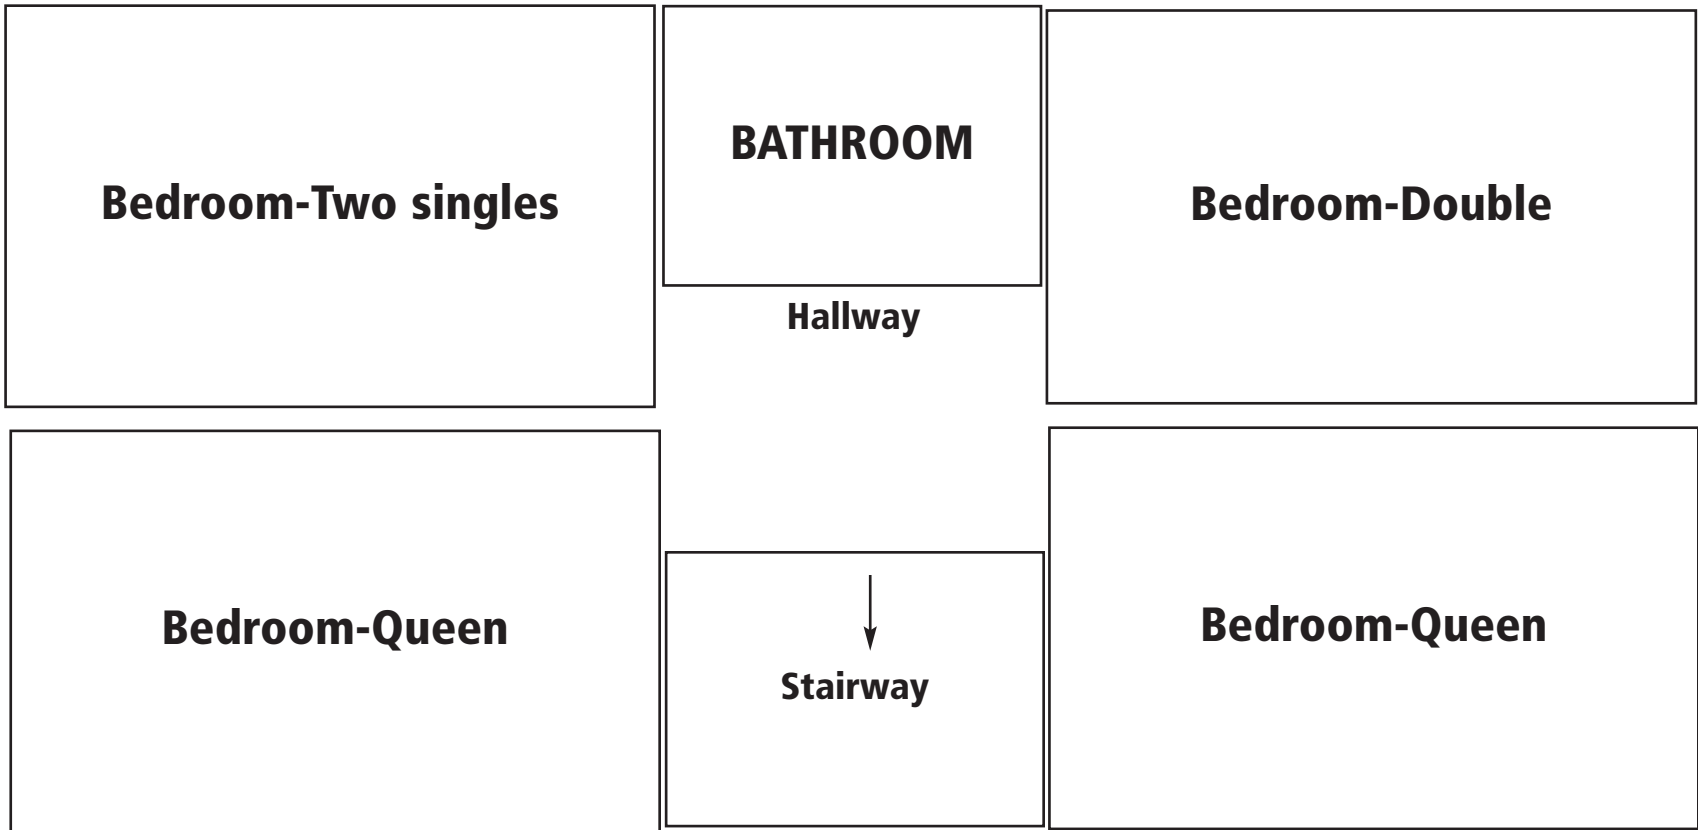 Bedroom-Two singles
BATHROOM
Bedroom-Double
Hallway
Bedroom-Queen
Stairway
Bedroom-Queen